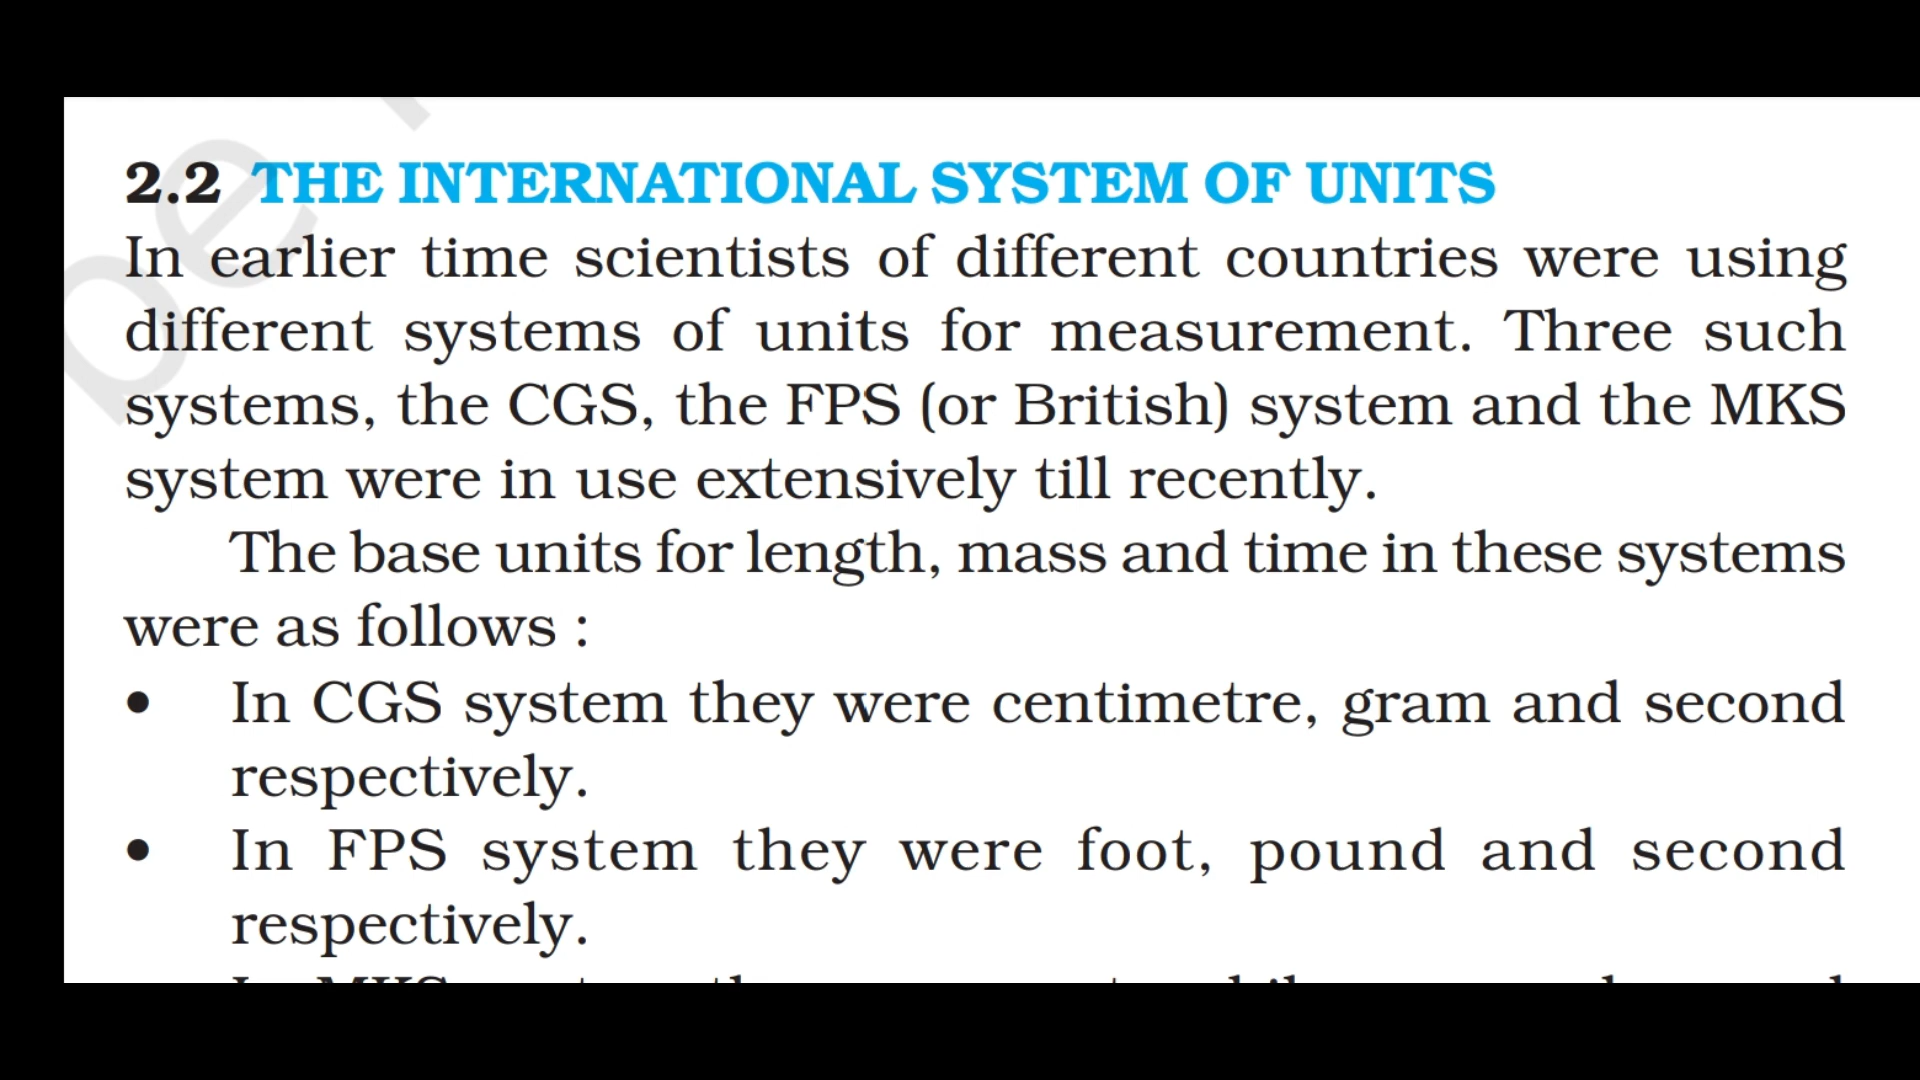 2.2 THE INTERNATIONAL SYSTEM OF UNITS
In earlier time scientists of different countries were using
different systems of units for measurement. Three such
systems, the CGS, the FPS (or British) system and the MKS
system were in use extensively till recently.
The base units for length, mass and time in these systems
were as follows :
• In CGS system they were centimetre, gram and second
respectively.
• In FPS system they were foot, pound and second
respectively.